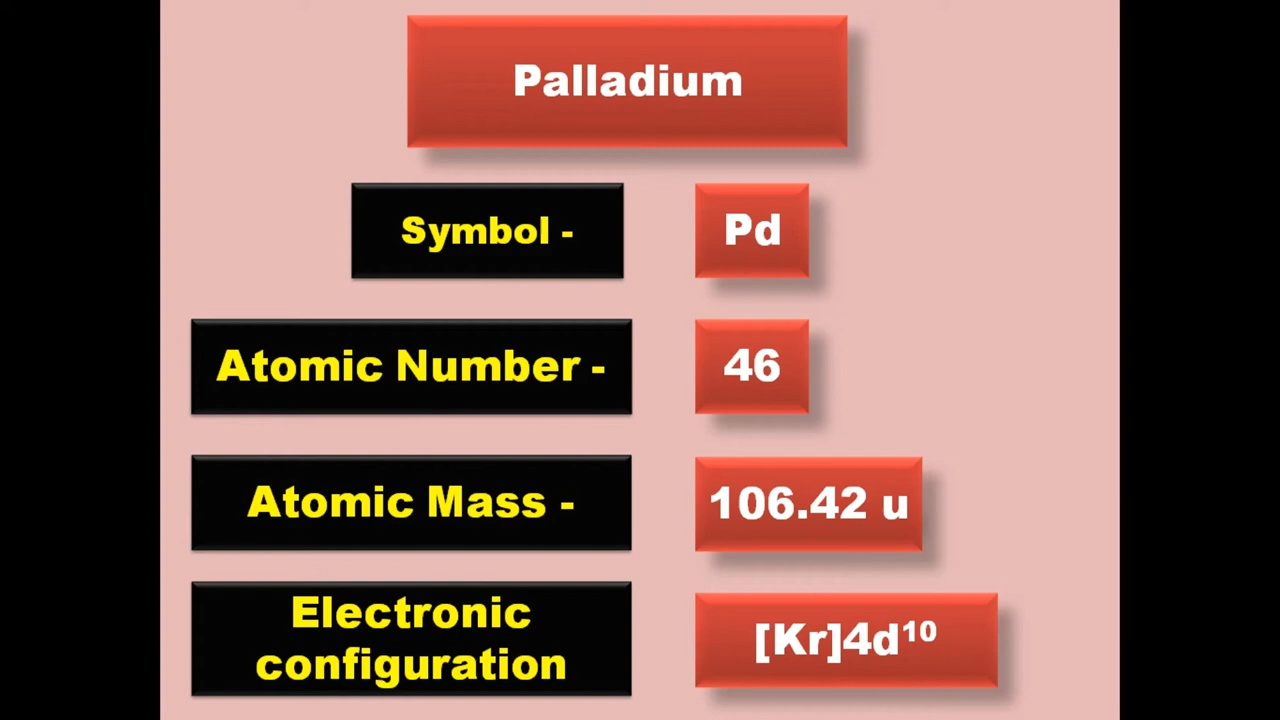 Palladium
Symbol - Pd
Atomic Number - 46
Atomic Mass - 106.42 u
Electronic
configuration [Kr]4d¹⁰